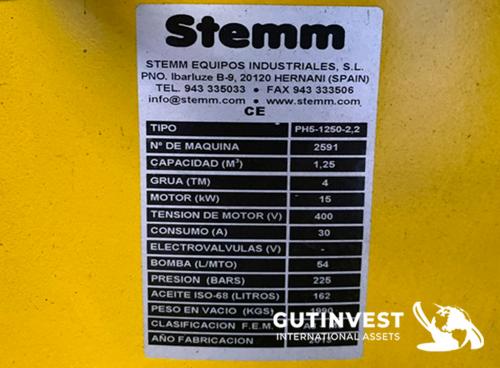 Stemm
STEMM EQUIPOS INDUSTRIALES, S.L.
PNO. Ibarluze B-9, 20120 HERNANI (SPAIN)
TEL. 943 335033 • FAX 943 333506
info@stemm.com • www.stemm.com
CE
TIPO PH5-1250-2,2
Nº DE MAQUINA 2591
CAPACIDAD (M³) 1,25
GRUA (TM) 4
MOTOR (kW) 15
TENSION DE MOTOR (V) 400
CONSUMO (A) 30
ELECTROVALVULAS (V) -
BOMBA (L/MTO) 54
PRESION (BARS) 225
ACEITE ISO-68 (LITROS) 162
PESO EN VACIO (KGS) 1990
CLASIFICACION F.E.M.
AÑO FABRICACION 2015
GUTINVEST
INTERNATIONAL ASSETS